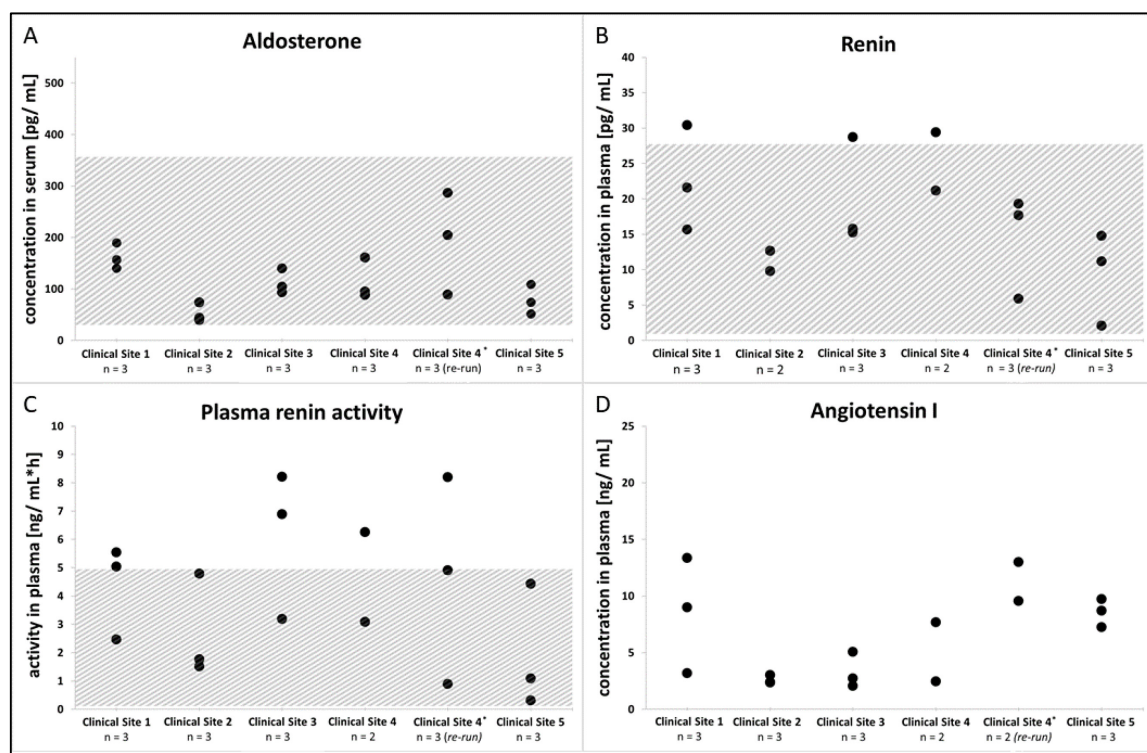 A
Aldosterone
concentration in serum [pg/ mL]
500
400
300
200
100
0
Clinical Site 1
n = 3
Clinical Site 2
n = 3
Clinical Site 3
n = 3
Clinical Site 4
n = 3
Clinical Site 4*
n = 3 (re-run)
Clinical Site 5
n = 3
B
Renin
concentration in plasma [pg/ mL]
40
35
30
25
20
15
10
5
0
Clinical Site 1
n = 3
Clinical Site 2
n = 2
Clinical Site 3
n = 3
Clinical Site 4
n = 2
Clinical Site 4*
n = 3 (re-run)
Clinical Site 5
n = 3
C
Plasma renin activity
activity in plasma [ng/ mL*h]
10
9
8
7
6
5
4
3
2
1
0
Clinical Site 1
n = 3
Clinical Site 2
n = 3
Clinical Site 3
n = 3
Clinical Site 4
n = 2
Clinical Site 4*
n = 3 (re-run)
Clinical Site 5
n = 3
D
Angiotensin I
concentration in plasma [ng/ mL]
25
20
15
10
5
0
Clinical Site 1
n = 3
Clinical Site 2
n = 3
Clinical Site 3
n = 3
Clinical Site 4
n = 2
Clinical Site 4*
n = 2 (re-run)
Clinical Site 5
n = 3